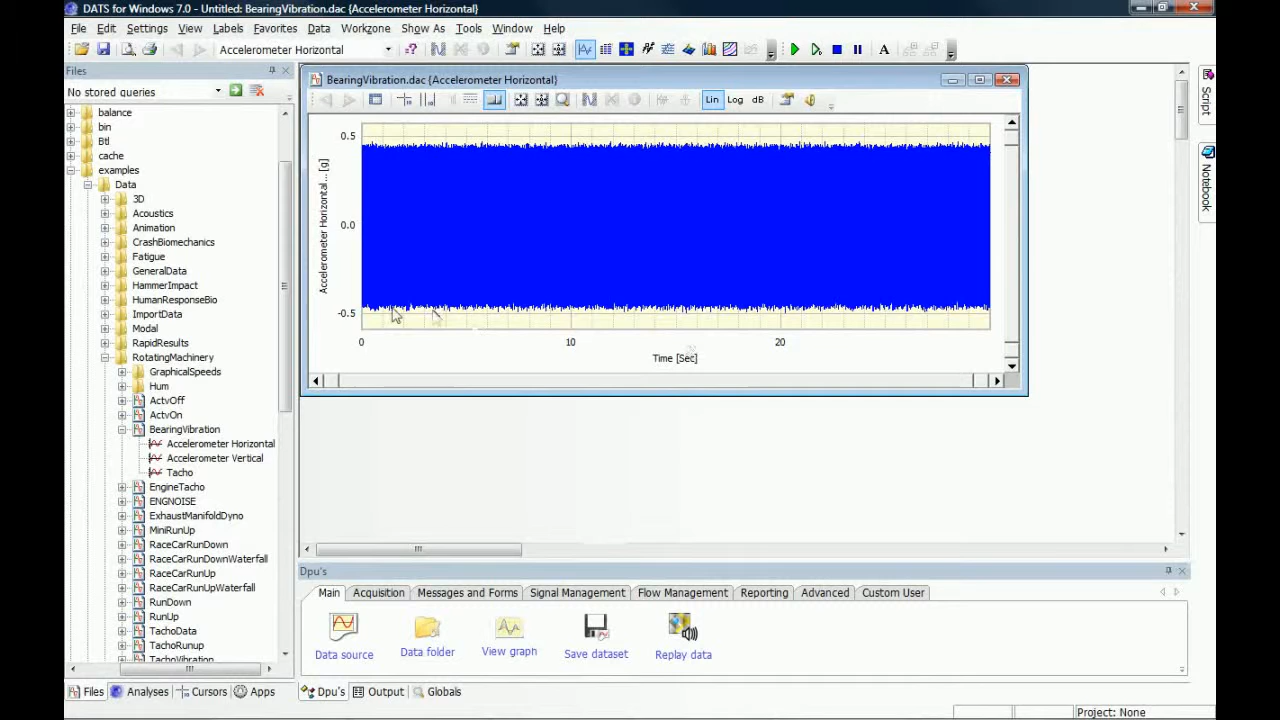 DATS for Windows 7.0 - Untitled: BearingVibration.dac {Accelerometer Horizontal}
File Edit Settings View Labels Favorites Data Workzone Show As Tools Window Help
Accelerometer Horizontal
A
Files
No stored queries
balance
bin
Btl
cache
examples
Data
3D
Acoustics
Animation
CrashBiomechanics
Fatigue
GeneralData
HammerImpact
HumanResponseBio
ImportData
Modal
RapidResults
RotatingMachinery
GraphicalSpeeds
Hum
ActvOff
ActvOn
BearingVibration
Accelerometer Horizontal
Accelerometer Vertical
Tacho
EngineTacho
ENGNOISE
ExhaustManifoldDyno
MiniRunUp
RaceCarRunDown
RaceCarRunDownWaterfall
RaceCarRunUp
RaceCarRunUpWaterfall
RunDown
RunUp
TachoData
TachoRunup
TachoVibration
Files Analyses Cursors Apps
BearingVibration.dac {Accelerometer Horizontal}
Lin Log dB
0.5
0.0
-0.5
Accelerometer Horizontal...[g]
0 10 20
Time [Sec]
Script
Notebook
Dpu's
Main Acquisition Messages and Forms Signal Management Flow Management Reporting Advanced Custom User
Data source Data folder View graph Save dataset Replay data
Dpu's Output Globals
Project: None